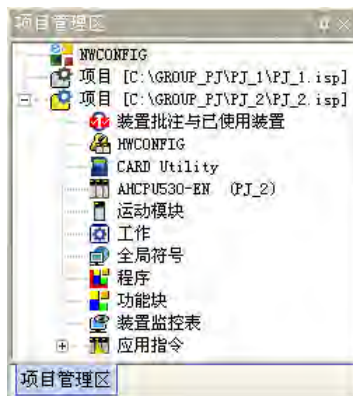 项目管理区
NWCONFIG
项目 [C:\GROUP_PJ\PJ_1\PJ_1.isp]
项目 [C:\GROUP_PJ\PJ_2\PJ_2.isp]
装置批注与已使用装置
HWCONFIG
CARD Utility
AHCPU530-EN (PJ_2)
运动模块
工作
全局符号
程序
功能块
装置监控表
应用指令
项目管理区